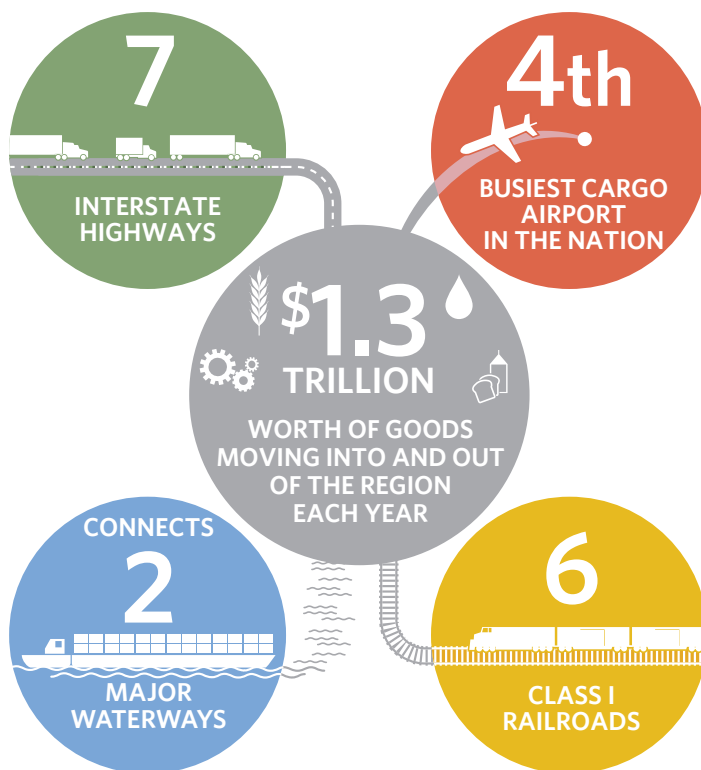 7
INTERSTATE
HIGHWAYS
4th
BUSIEST CARGO
AIRPORT
IN THE NATION
$1.3
TRILLION
WORTH OF GOODS
MOVING INTO AND OUT
OF THE REGION
EACH YEAR
CONNECTS
2
MAJOR
WATERWAYS
6
CLASS I
RAILROADS